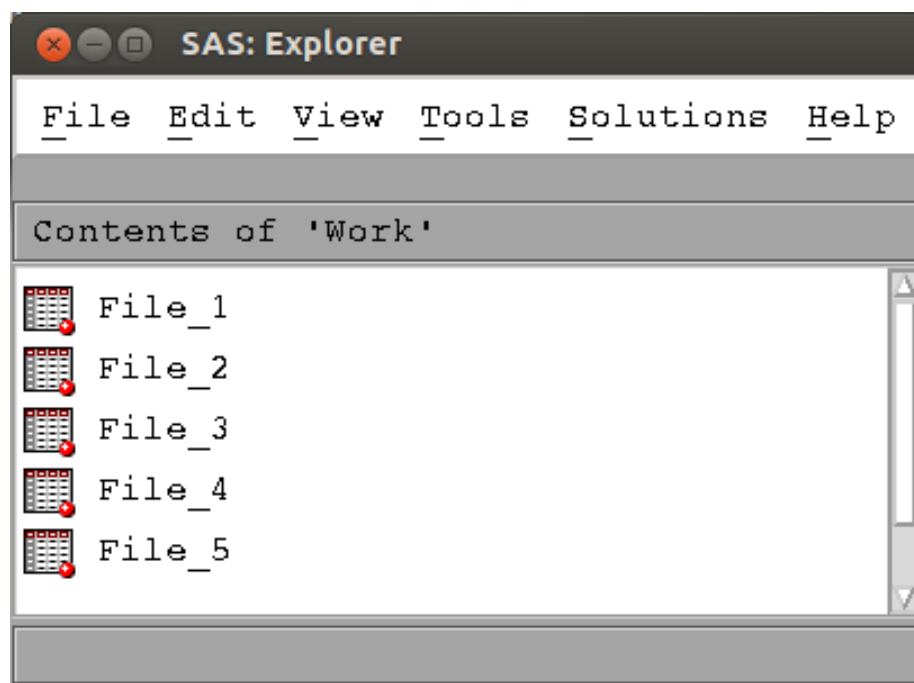 SAS: Explorer
File Edit View Tools Solutions Help
Contents of 'Work'
File_1
File_2
File_3
File_4
File_5